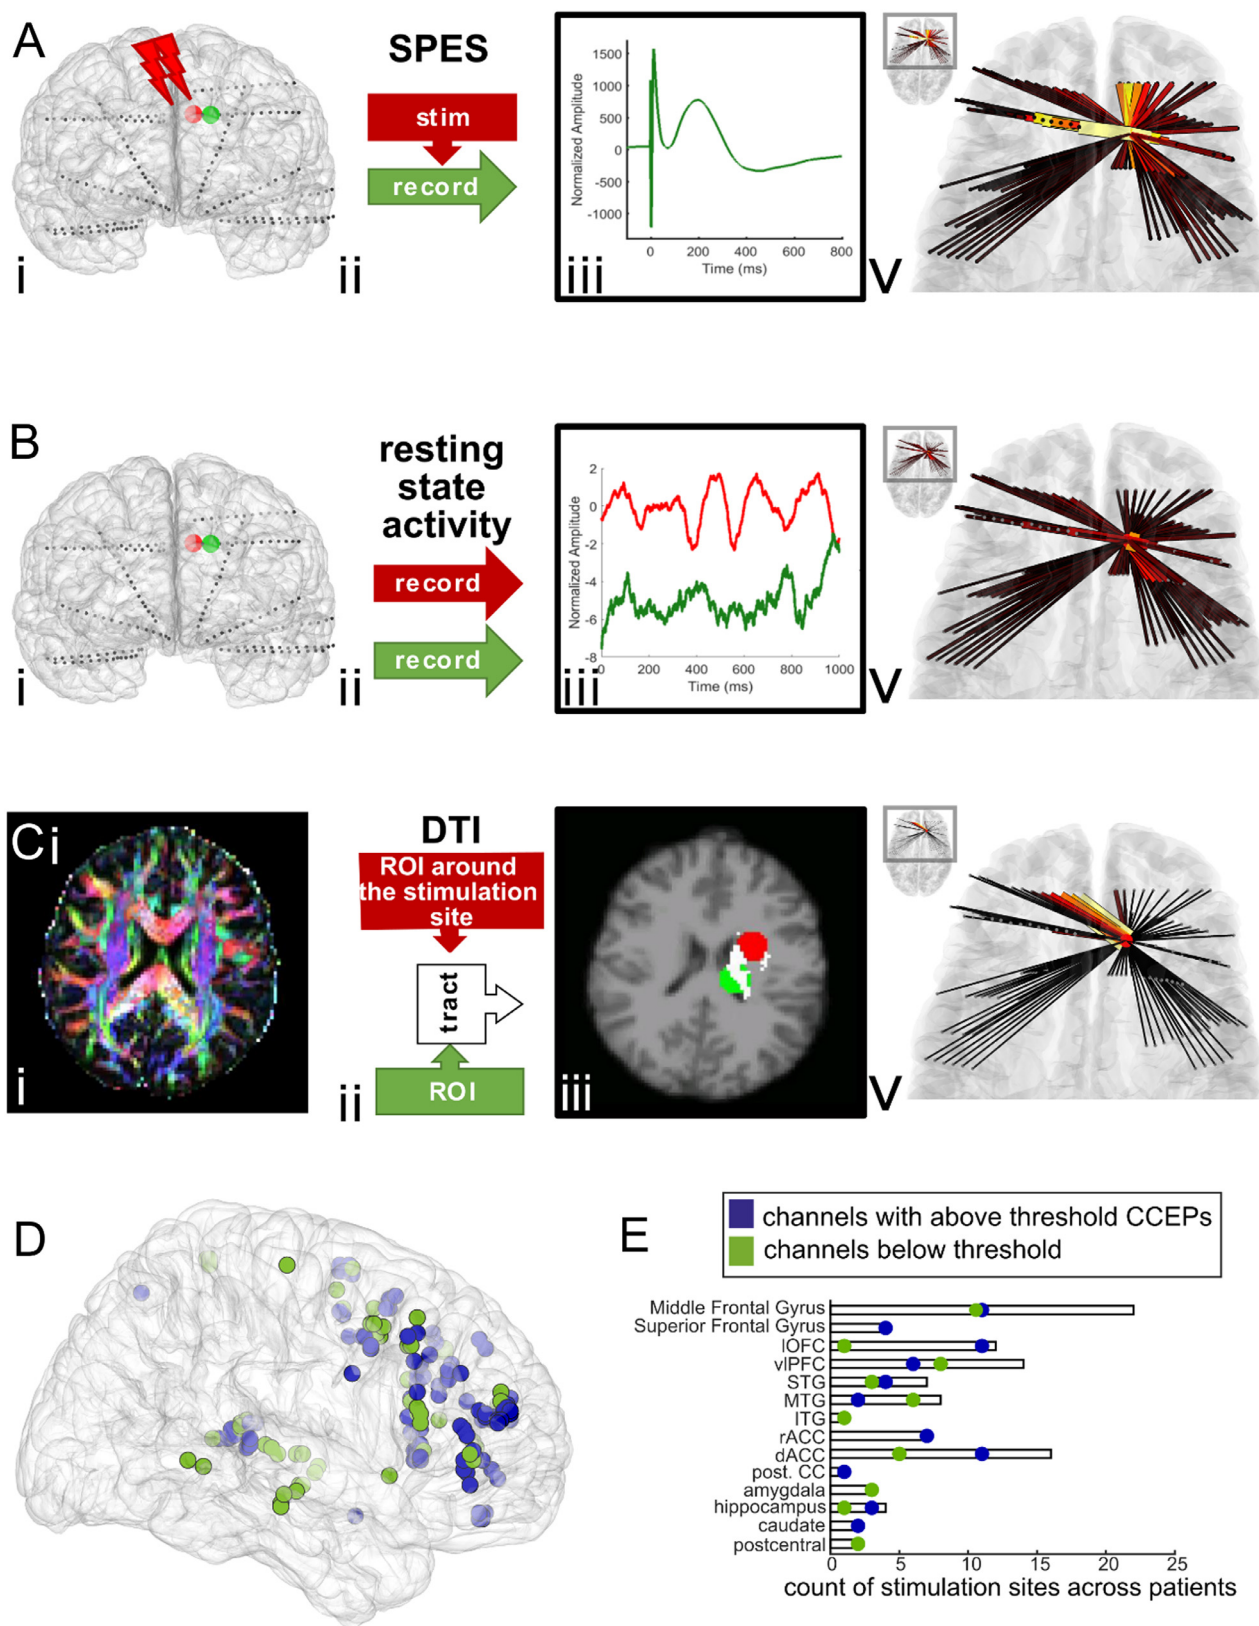 A
SPES
stim
record
Normalized Amplitude
1500
1000
500
0
-500
-1000
0
200
400
600
800
Time (ms)
i
ii
iii
V
B
resting
state
activity
record
record
Normalized Amplitude
2
0
-2
-4
-6
-8
0
200
400
600
800
1000
Time (ms)
i
ii
iii
V
Ci
DTI
ROI around
the stimulation
site
tract
ROI
i
ii
iii
V
D
E
channels with above threshold CCEPs
channels below threshold
Middle Frontal Gyrus
Superior Frontal Gyrus
lOFC
vlPFC
STG
MTG
ITG
rACC
dACC
post. CC
amygdala
hippocampus
caudate
postcentral
0
5
10
15
20
25
count of stimulation sites across patients